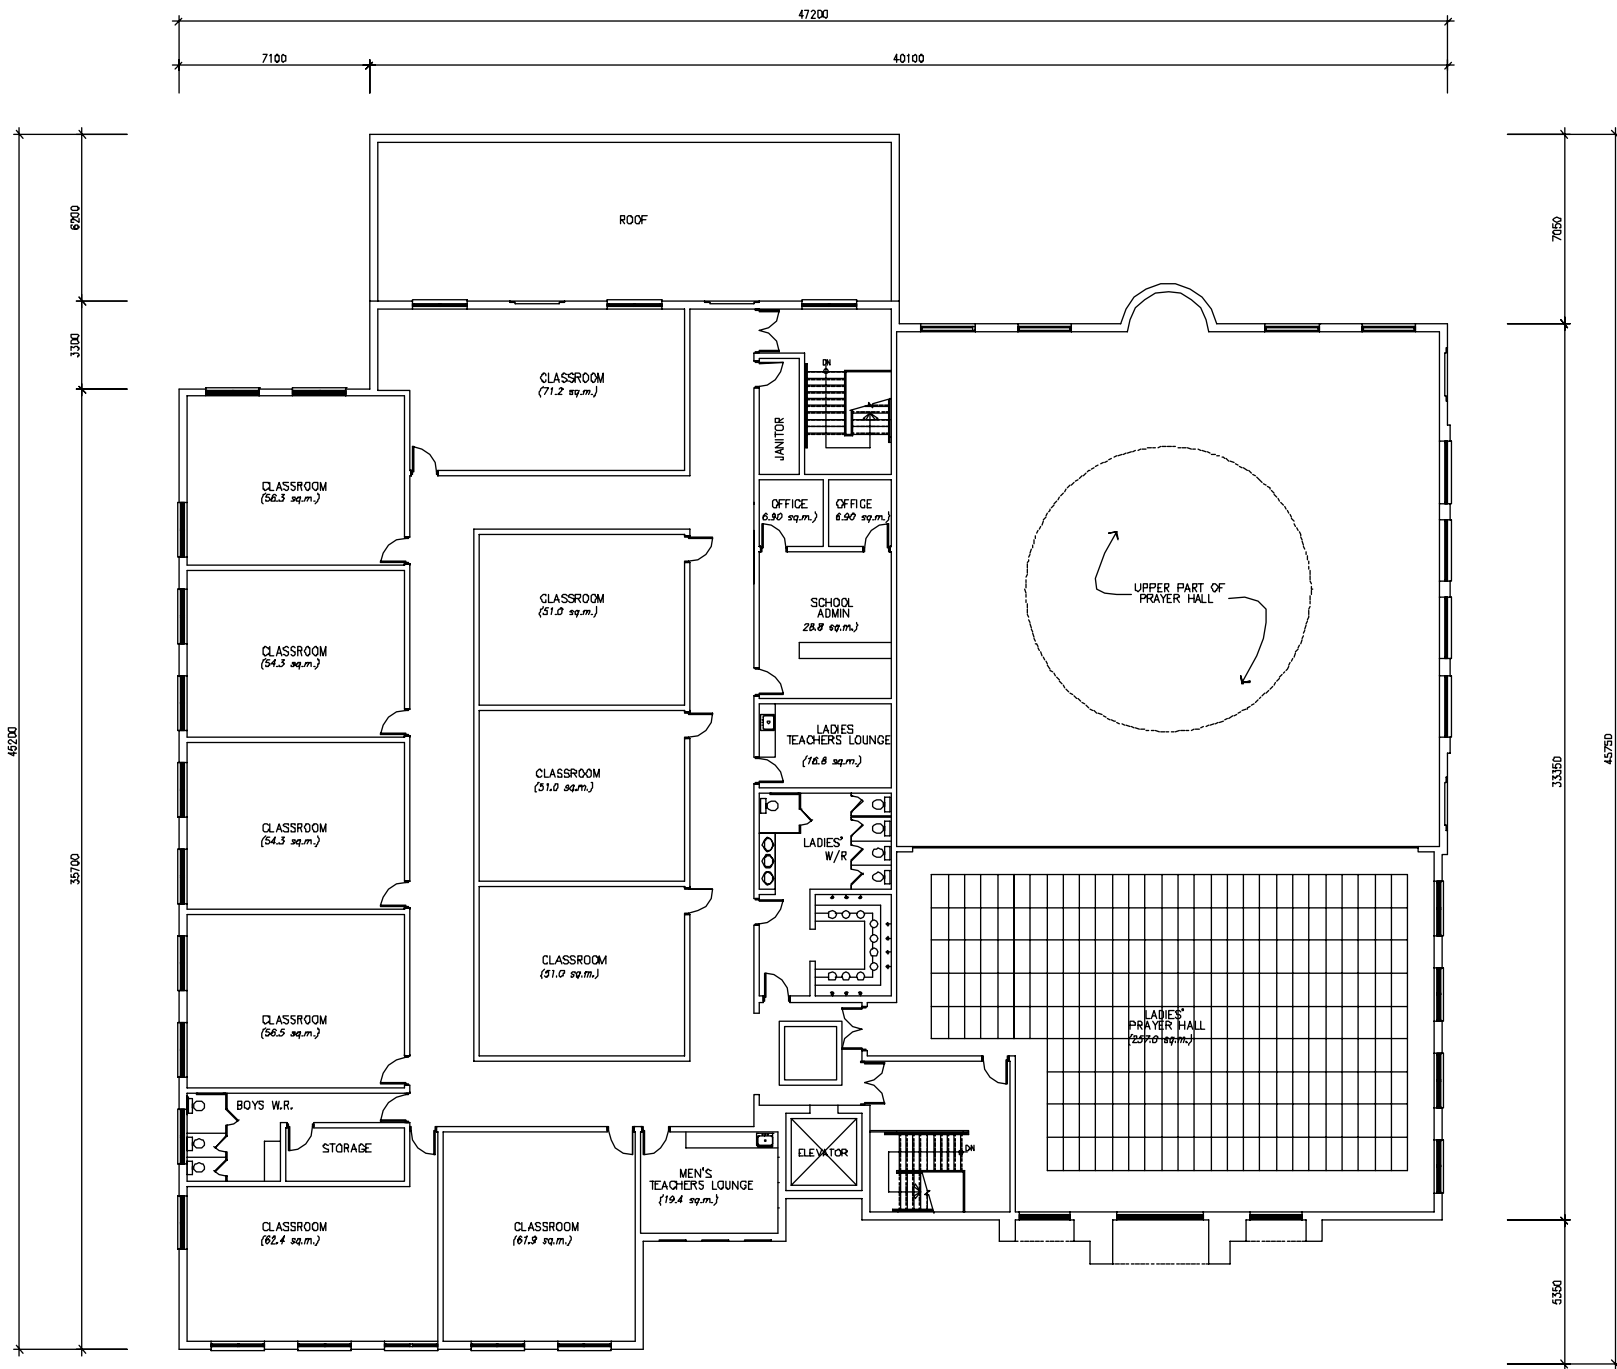 47200
7100
40100
6200
7050
ROOF
3300
CLASSROOM
(71.2 sq.m.)
DN
JANITOR
CLASSROOM
(56.3 sq.m.)
OFFICE
6.90 sq.m.)
OFFICE
6.90 sq.m.)
CLASSROOM
(51.0 sq.m.)
SCHOOL
ADMIN
28.8 sq.m.)
UPPER PART OF
PRAYER HALL
CLASSROOM
(54.3 sq.m.)
LADIES
TEACHERS LOUNGE
(16.8 sq.m.)
45200
33350
45750
CLASSROOM
(51.0 sq.m.)
CLASSROOM
(54.3 sq.m.)
LADIES'
W/R
35700
CLASSROOM
(51.0 sq.m.)
CLASSROOM
(56.5 sq.m.)
LADIES'
PRAYER HALL
(257.0 sq.m.)
BOYS W.R.
STORAGE
ELEVATOR
DN
MEN'S
TEACHERS LOUNGE
(19.4 sq.m.)
CLASSROOM
(62.4 sq.m.)
CLASSROOM
(61.9 sq.m.)
5350